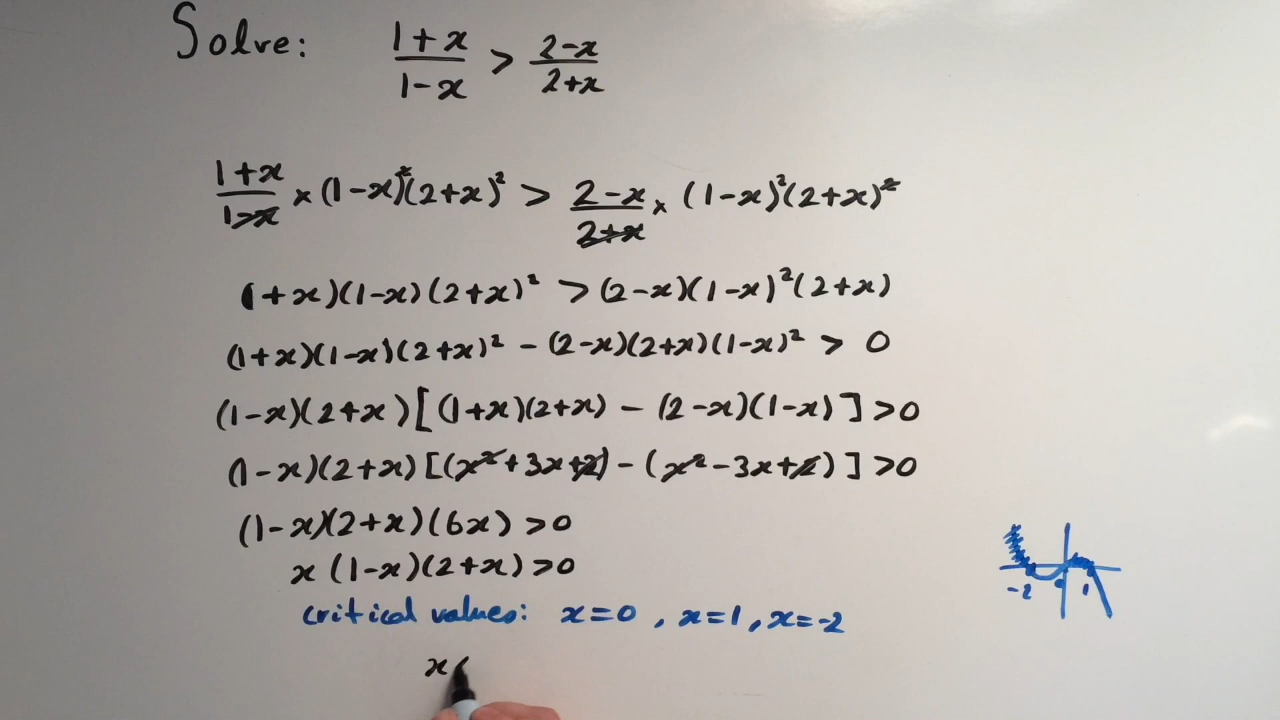 Solve: (1+x)/(1-x) > (2-x)/(2+x)
(1+x)/(1-x) × (1-x)²(2+x)² > (2-x)/(2+x) × (1-x)²(2+x)²
(1+x)(1-x)(2+x)² > (2-x)(1-x)²(2+x)
(1+x)(1-x)(2+x)² - (2-x)(2+x)(1-x)² > 0
(1-x)(2+x)[(1+x)(2+x) - (2-x)(1-x)] > 0
(1-x)(2+x)[(x²+3x+2) - (x²-3x+2)] > 0
(1-x)(2+x)(6x) > 0
x(1-x)(2+x) > 0
critical values: x=0, x=1, x=-2
-2 0 1
x